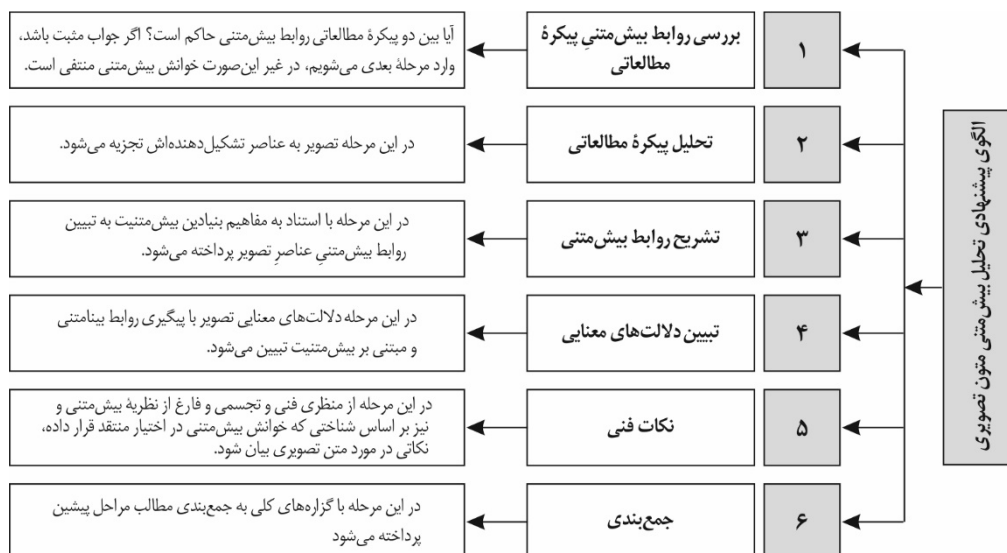 الگوی پیشنهادی تحلیل بیش‌متنی متون تصویری
۱
بررسی روابط بیش‌متنیِ پیکرهٔ
مطالعاتی
آیا بین دو پیکرهٔ مطالعاتی روابط بیش‌متنی حاکم است؟ اگر جواب مثبت باشد،
وارد مرحلهٔ بعدی می‌شویم، در غیر این‌صورت خوانش بیش‌متنی منتفی است.
۲
تحلیل پیکرهٔ مطالعاتی
در این مرحله تصویر به عناصر تشکیل‌دهنده‌اش تجزیه می‌شود.
۳
تشریح روابط بیش‌متنی
در این مرحله با استناد به مفاهیم بنیادین بیش‌متنیت به تبیین
روابط بیش‌متنیِ عناصرِ تصویر پرداخته می‌شود.
۴
تبیین دلالت‌های معنایی
در این مرحله دلالت‌های معنایی تصویر با پیگیری روابط بینامتنی
و مبتنی بر بیش‌متنیت تبیین می‌شود.
۵
نکات فنی
در این مرحله از منظری فنی و تجسمی و فارغ از نظریهٔ بیش‌متنی و
نیز بر اساس شناختی که خوانش بیش‌متنی در اختیار منتقد قرار داده،
نکاتی در مورد متن تصویری بیان شود.
۶
جمع‌بندی
در این مرحله با گزاره‌های کلی به جمع‌بندی مطالب مراحل پیشین
پرداخته می‌شود